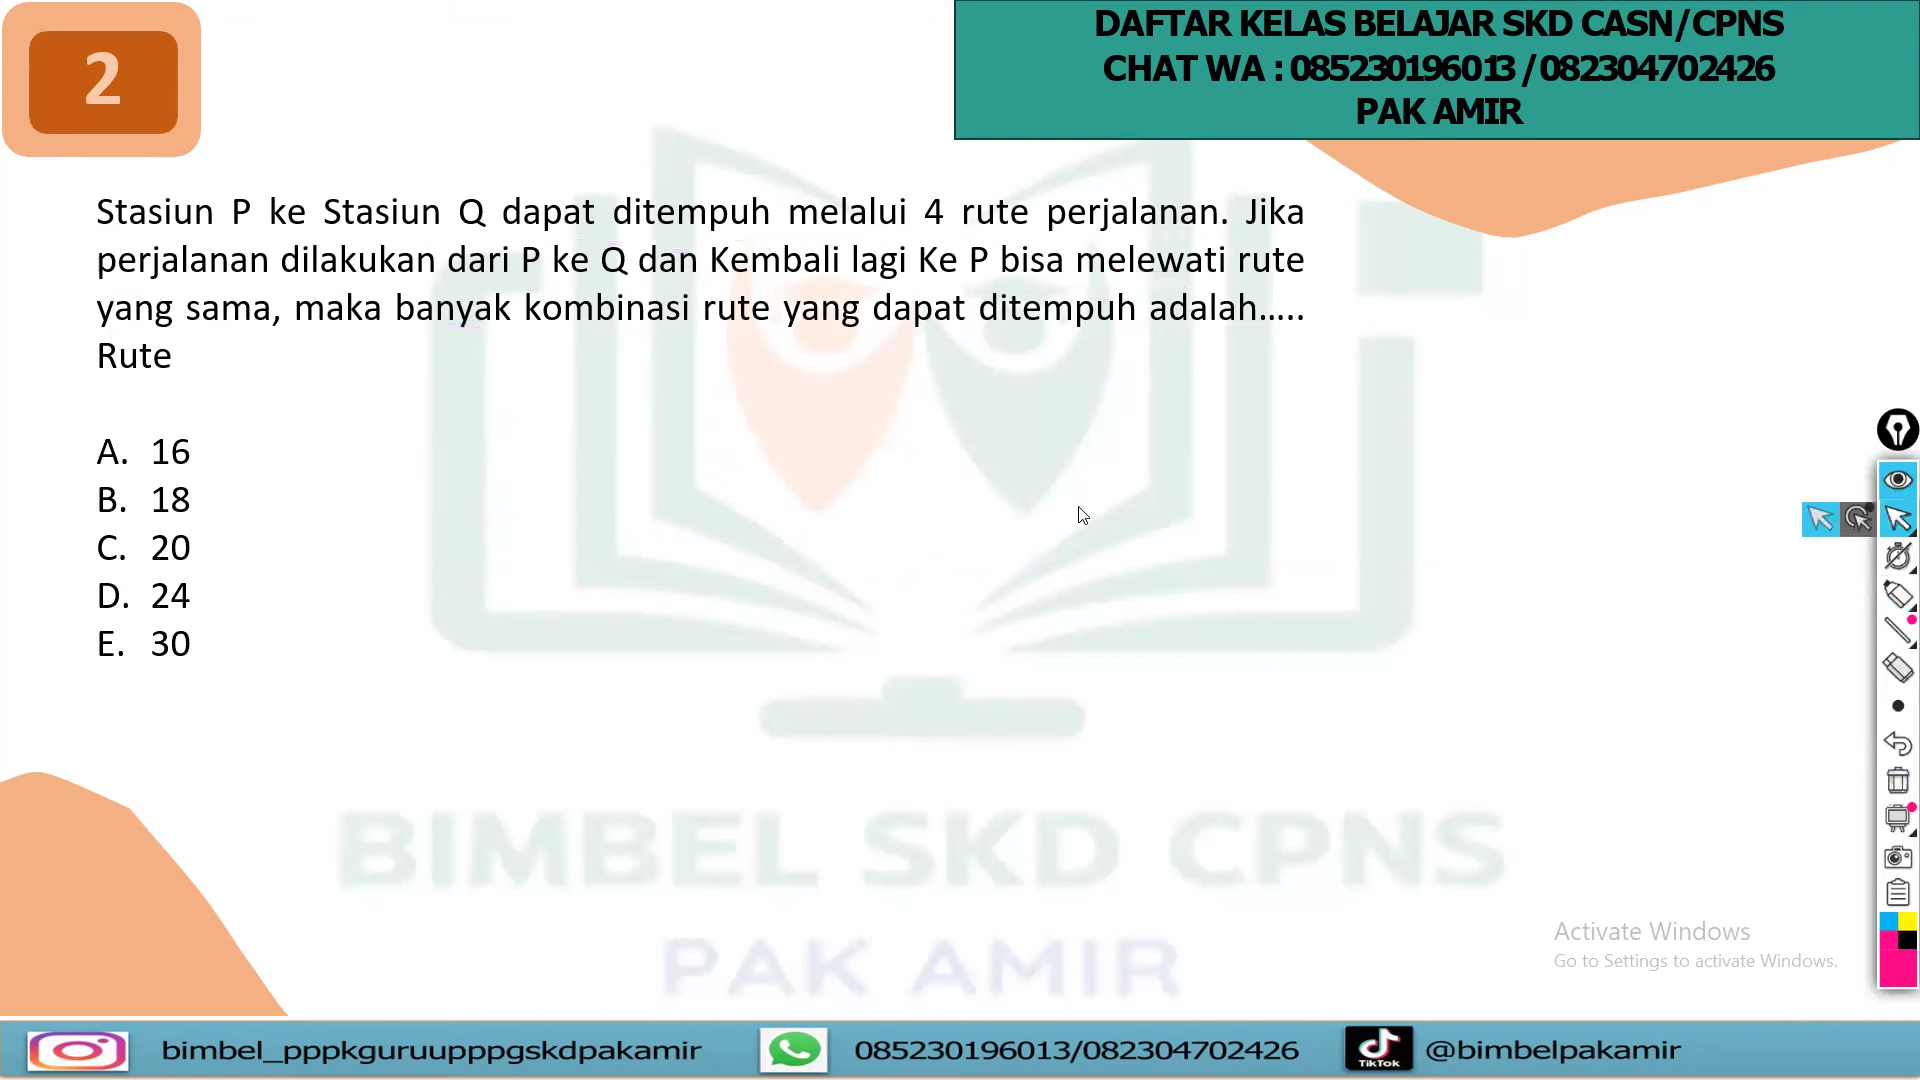 2
DAFTAR KELAS BELAJAR SKD CASN/CPNS
CHAT WA : 085230196013 / 082304702426
PAK AMIR
Stasiun P ke Stasiun Q dapat ditempuh melalui 4 rute perjalanan. Jika
perjalanan dilakukan dari P ke Q dan Kembali lagi Ke P bisa melewati rute
yang sama, maka banyak kombinasi rute yang dapat ditempuh adalah.....
Rute
A. 16
B. 18
C. 20
D. 24
E. 30
BIMBEL SKD CPNS
PAK AMIR
Activate Windows
Go to Settings to activate Windows.
bimbel_pppkguruupppgskdpakamir
085230196013/082304702426
TikTok
@bimbelpakamir